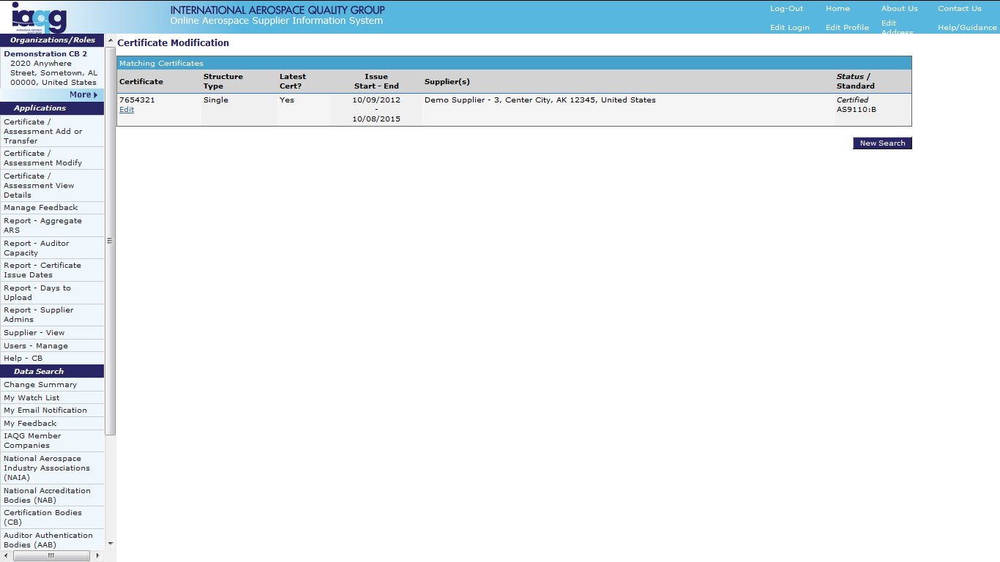 iaqg
INTERNATIONAL AEROSPACE QUALITY GROUP
Online Aerospace Supplier Information System
Log-Out
Home
About Us
Contact Us
Edit Login
Edit Profile
Edit
Address
Help/Guidance
Organizations/Roles
Demonstration CB 2
2020 Anywhere
Street, Sometown, AL
00000, United States
More
Applications
Certificate /
Assessment Add or
Transfer
Certificate /
Assessment Modify
Certificate /
Assessment View
Details
Manage Feedback
Report - Aggregate
ARS
Report - Auditor
Capacity
Report - Certificate
Issue Dates
Report - Days to
Upload
Report - Supplier
Admins
Supplier - View
Users - Manage
Help - CB
Data Search
Change Summary
My Watch List
My Email Notification
My Feedback
IAQG Member
Companies
National Aerospace
Industry Associations
(NAIA)
National Accreditation
Bodies (NAB)
Certification Bodies
(CB)
Auditor Authentication
Bodies (AAB)
Certificate Modification
Matching Certificates
Certificate
Structure
Type
Latest
Cert?
Issue
Start - End
Supplier(s)
Status /
Standard
7654321
Edit
Single
Yes
10/09/2012
-
10/08/2015
Demo Supplier - 3, Center City, AK 12345, United States
Certified
AS9110:B
New Search